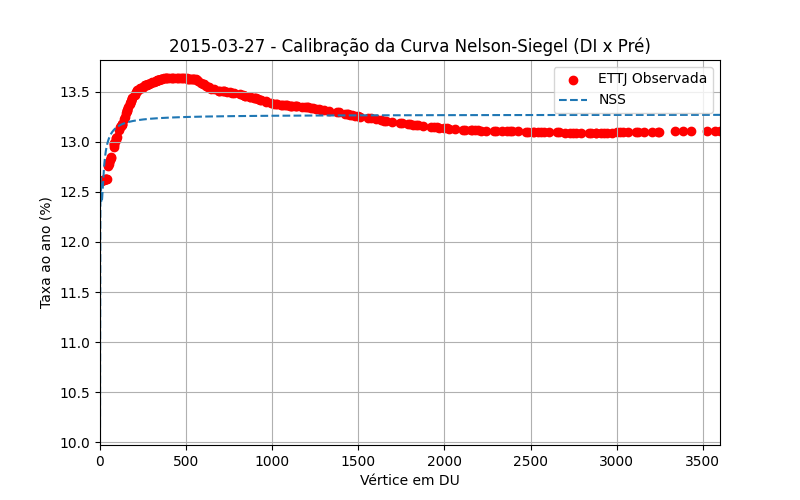 2015-03-27 - Calibração da Curva Nelson-Siegel (DI x Pré)
ETTJ Observada
NSS
Taxa ao ano (%)
13.5
13.0
12.5
12.0
11.5
11.0
10.5
10.0
0 500 1000 1500 2000 2500 3000 3500
Vértice em DU